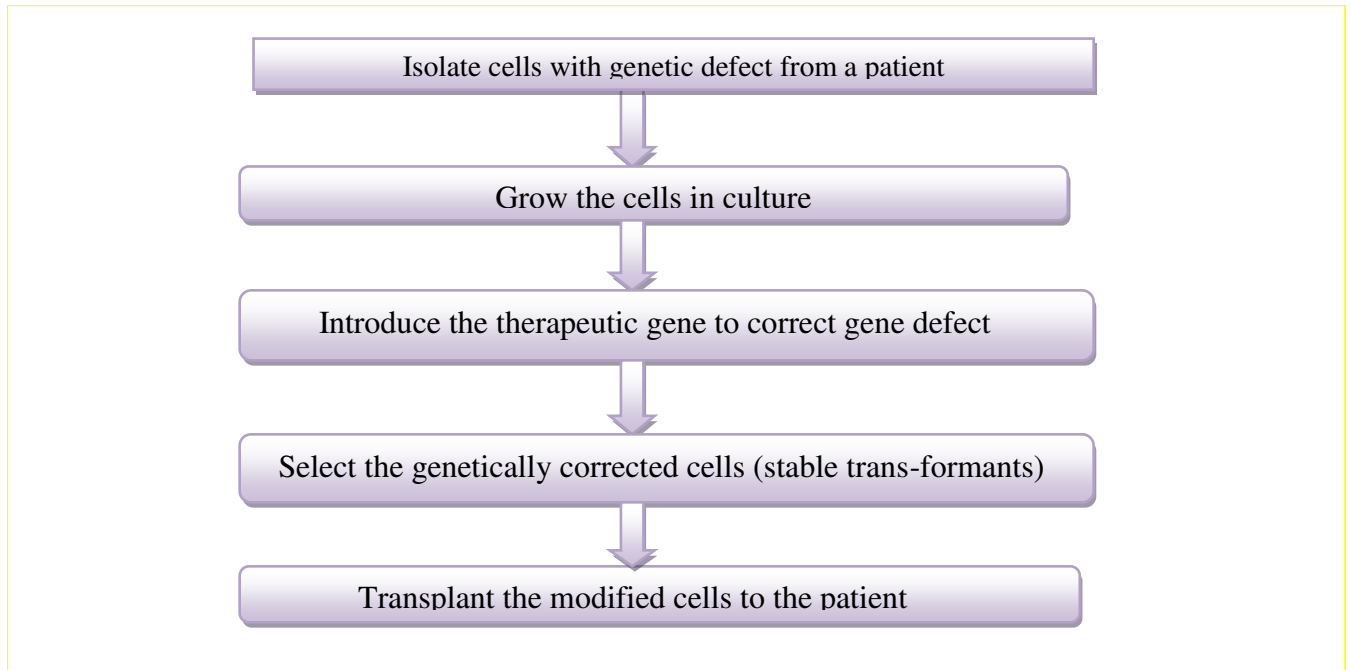 Isolate cells with genetic defect from a patient
Grow the cells in culture
Introduce the therapeutic gene to correct gene defect
Select the genetically corrected cells (stable trans-formants)
Transplant the modified cells to the patient